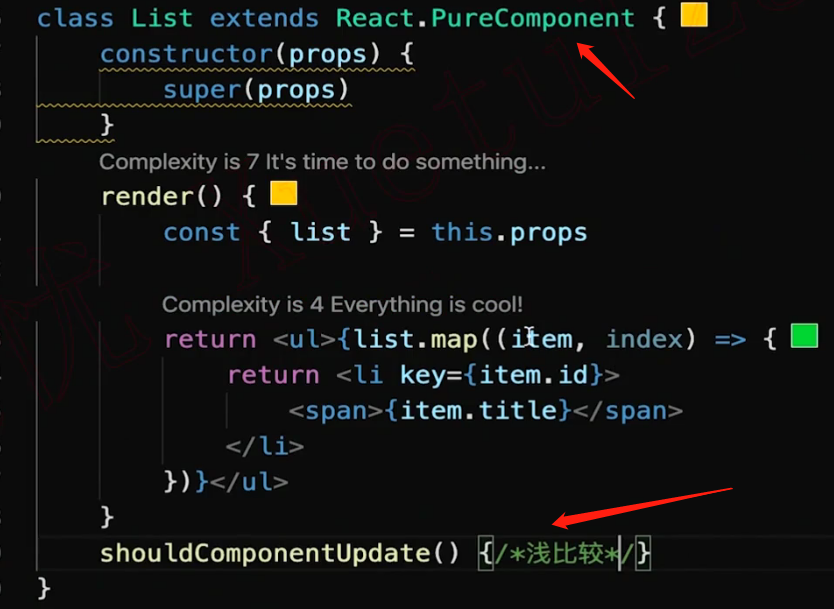 class List extends React.PureComponent {
constructor(props) {
super(props)
}
Complexity is 7 It's time to do something...
render() {
const { list } = this.props
Complexity is 4 Everything is cool!
return <ul>{list.map((item, index) => {
return <li key={item.id}>
<span>{item.title}</span>
</li>
})}</ul>
}
shouldComponentUpdate() {/*浅比较*/}
}